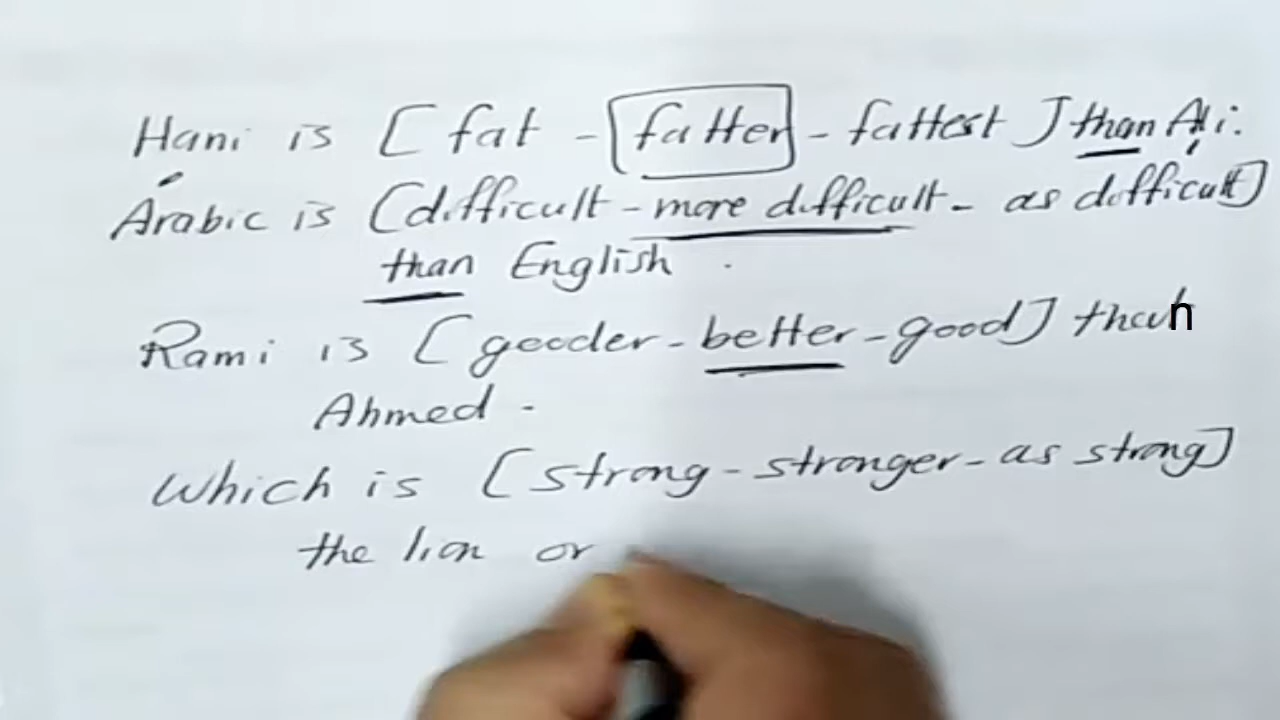 Hani is [fat - fatter - fattest] than Ali.
Arabic is (difficult - more difficult - as difficult]
than English.
Rami is [gooder - better - good] than
Ahmed.
Which is [strong - stronger - as strong]
the lion or